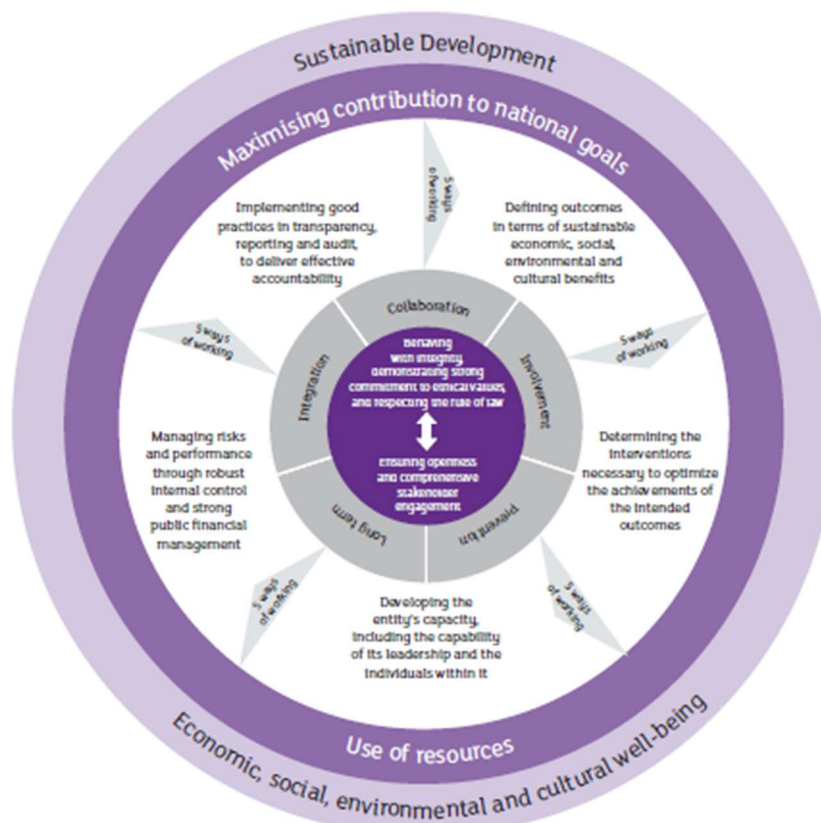 Sustainable Development
Maximising contribution to national goals
5 ways
of working
Implementing good
practices in transparency,
reporting and audit,
to deliver effective
accountability
Defining outcomes
in terms of sustainable
economic, social,
environmental and
cultural benefits
Collaboration
5 ways
of working
5 ways
of working
Integration
Involvement
Behaving
with integrity,
demonstrating strong
commitment to ethical values,
and respecting the rule of law
Managing risks
and performance
through robust
internal control
and strong
public financial
management
Determining the
interventions
necessary to optimize
the achievements of
the intended
outcomes
Ensuring openness
and comprehensive
stakeholder
engagement
Long term
Prevention
5 ways
of working
5 ways
of working
Developing the
entity's capacity,
including the capability
of its leadership and the
individuals within it
Use of resources
Economic, social, environmental and cultural well-being